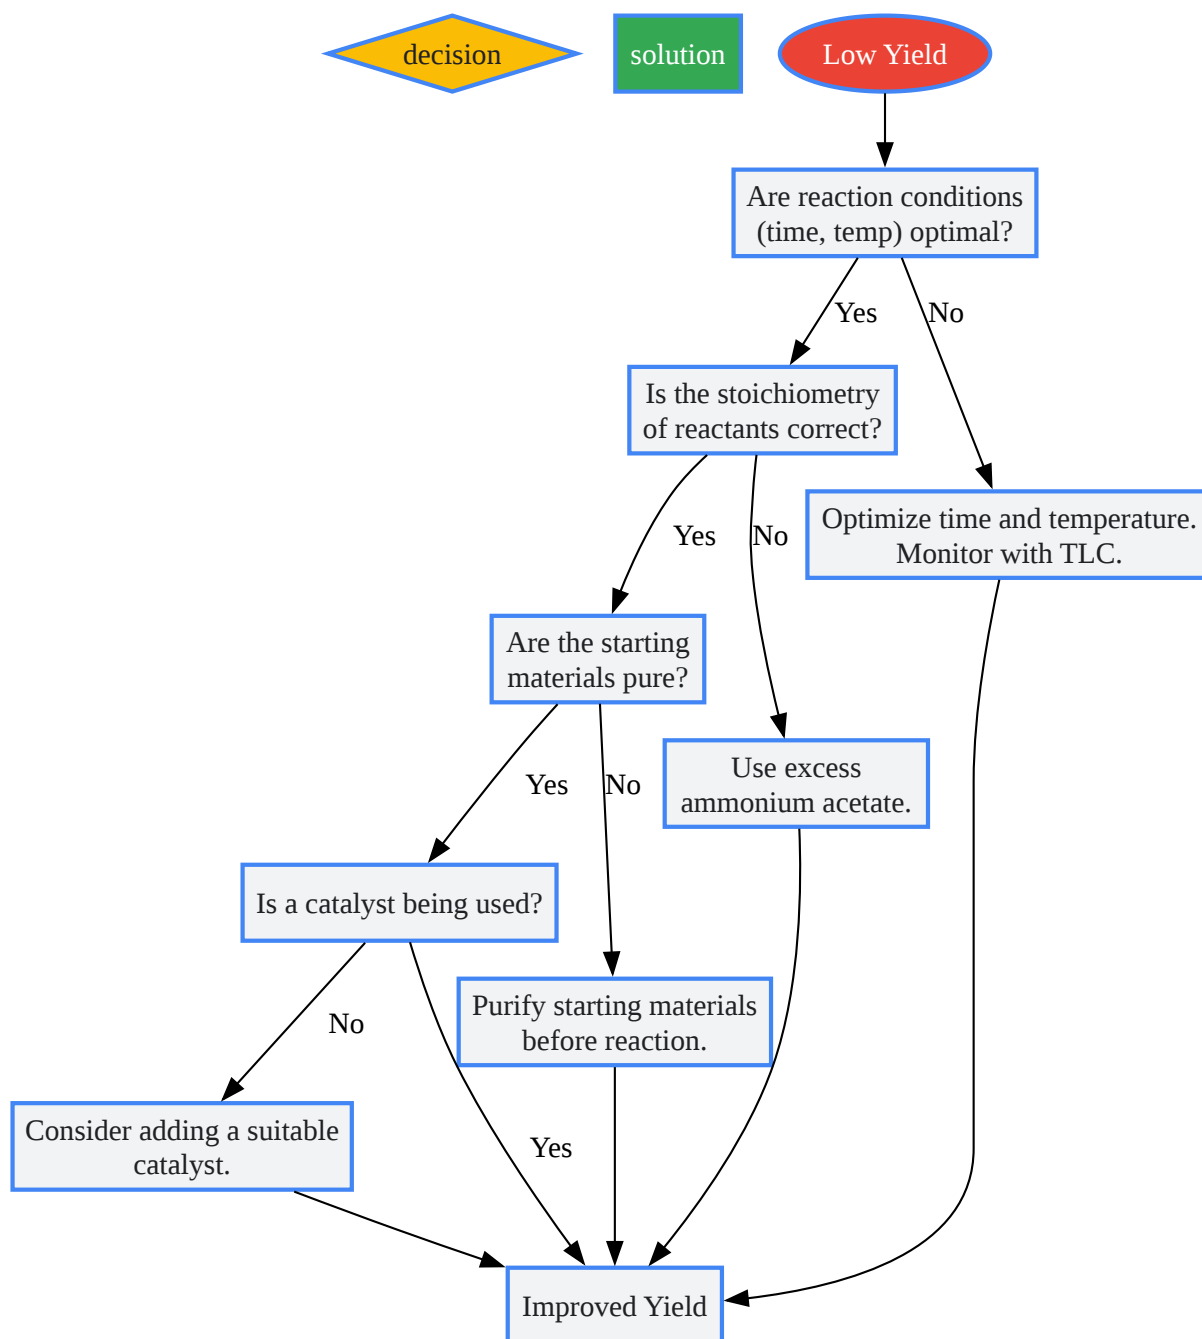 decision
solution
Low Yield
Are reaction conditions
(time, temp) optimal?
Yes
No
Is the stoichiometry
of reactants correct?
Optimize time and temperature.
Monitor with TLC.
Yes
No
Are the starting
materials pure?
Use excess
ammonium acetate.
Yes
No
Is a catalyst being used?
Purify starting materials
before reaction.
No
Consider adding a suitable
catalyst.
Yes
Improved Yield